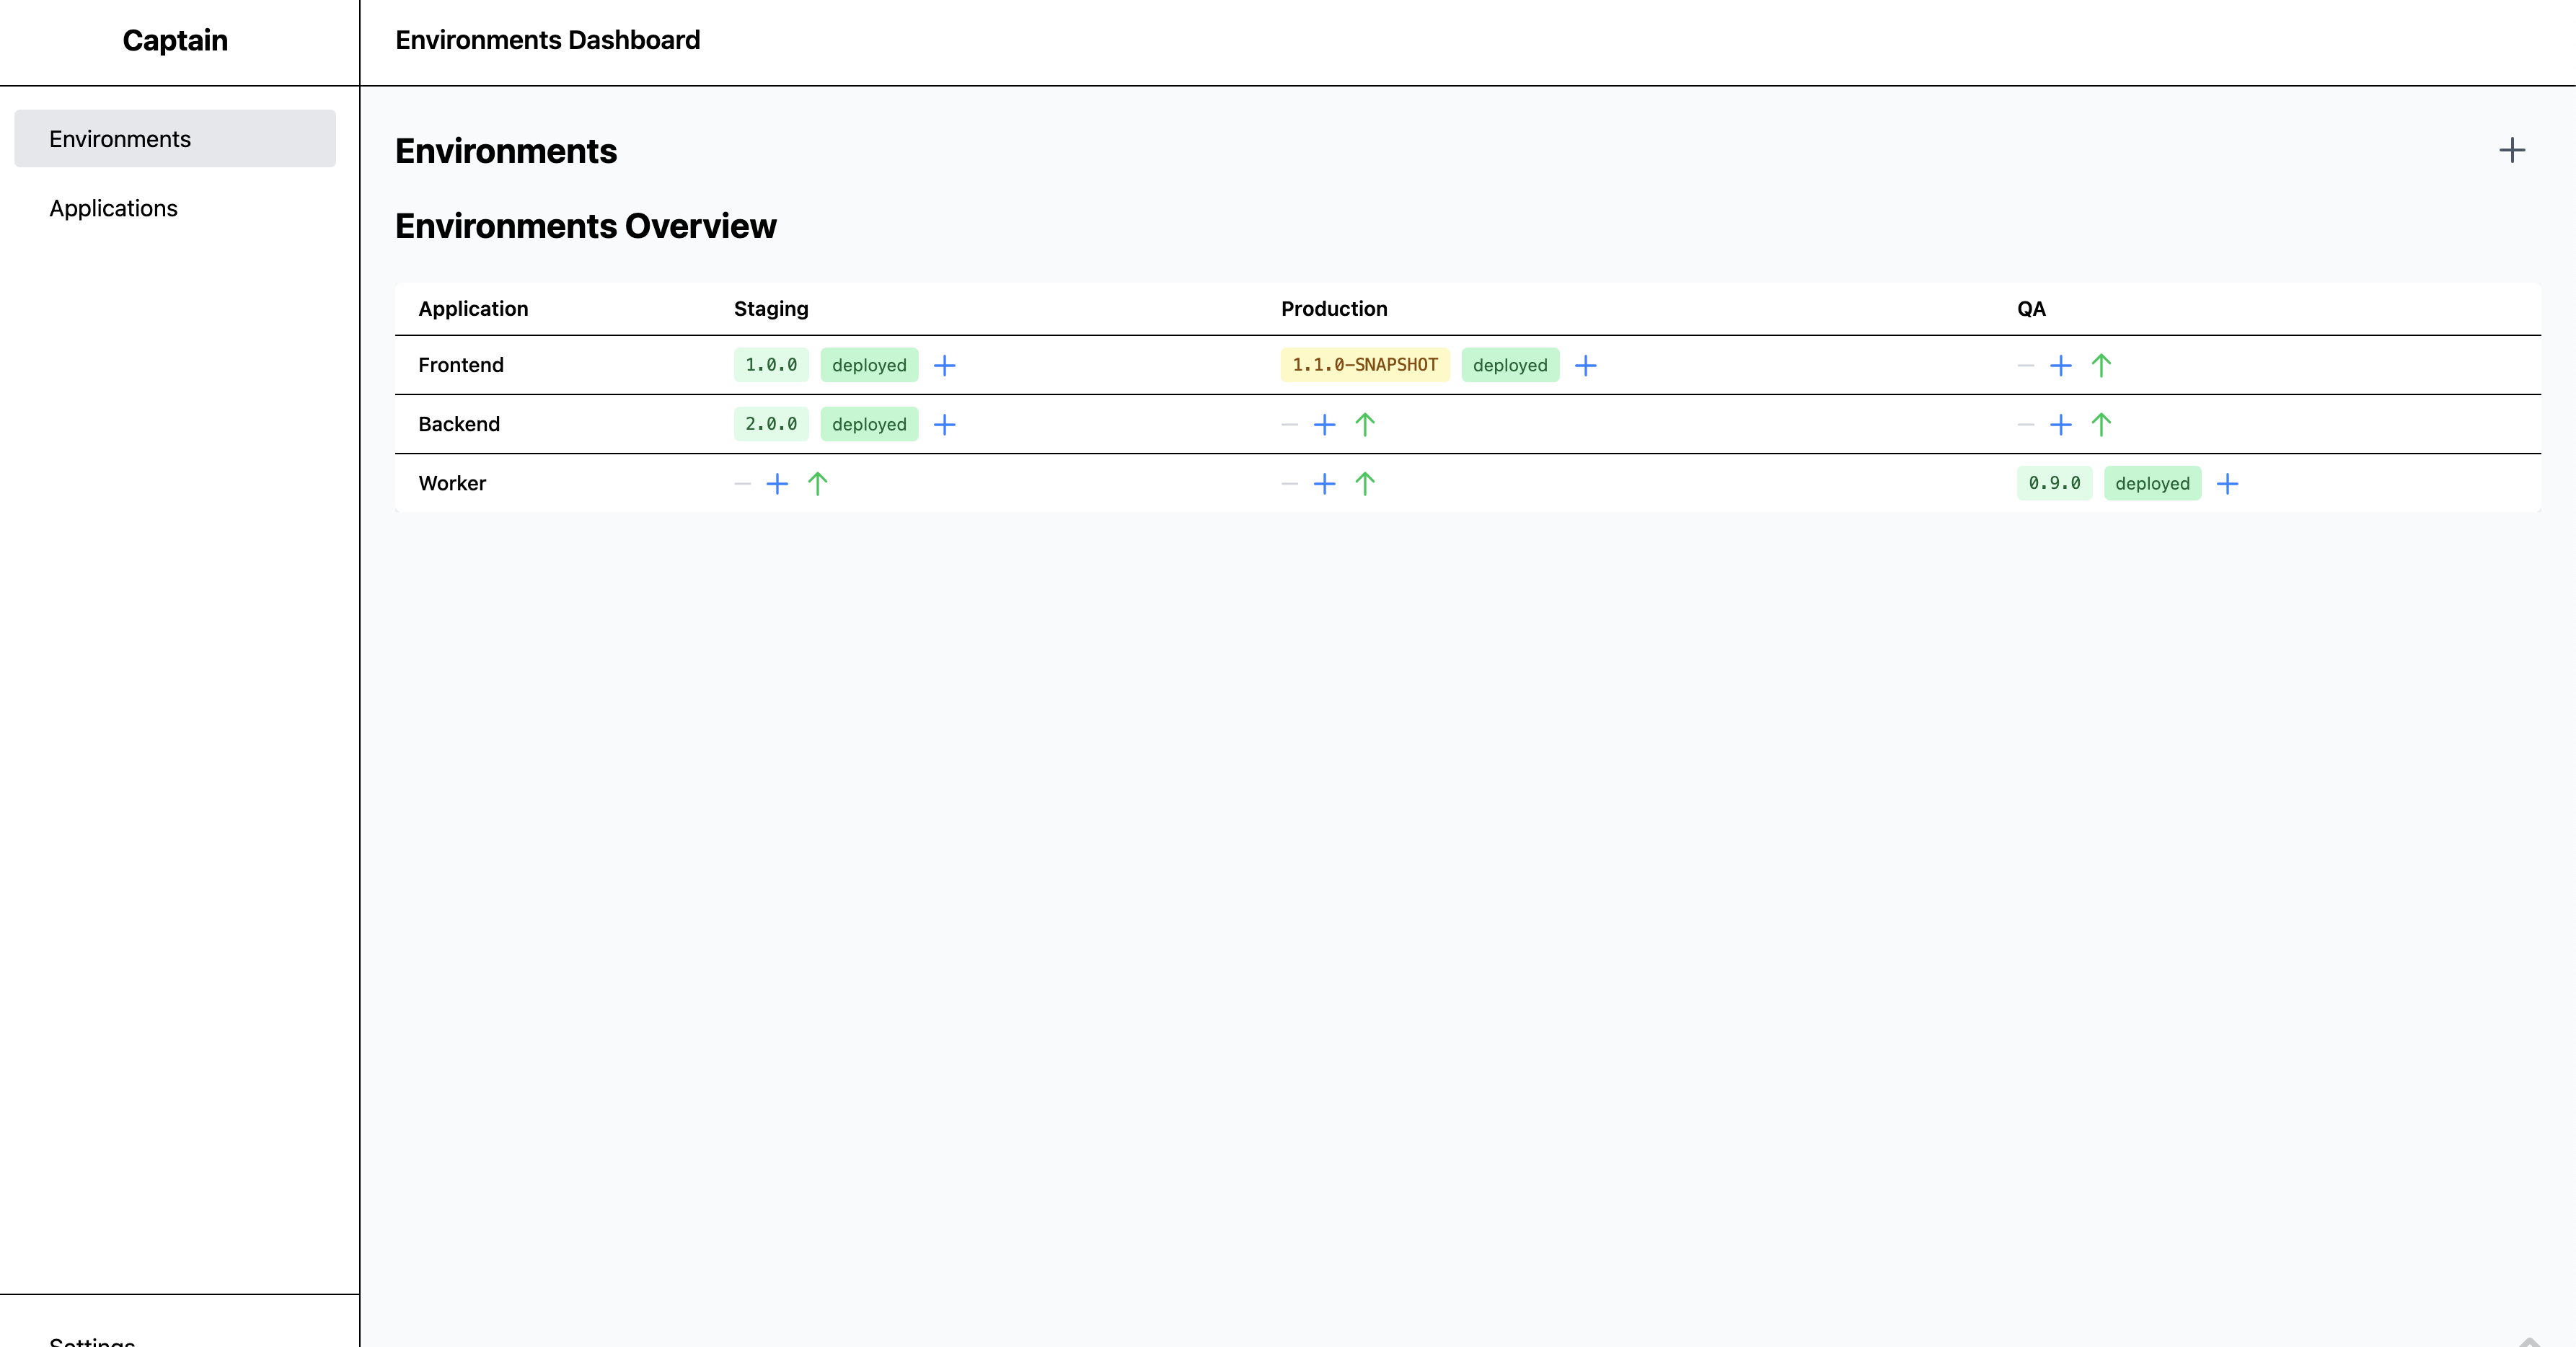 Captain
Environments Dashboard
Environments
Applications
Environments
Environments Overview
Application Staging Production QA
Frontend 1.0.0 deployed 1.1.0-SNAPSHOT deployed –
Backend 2.0.0 deployed – –
Worker – – 0.9.0 deployed
Settings